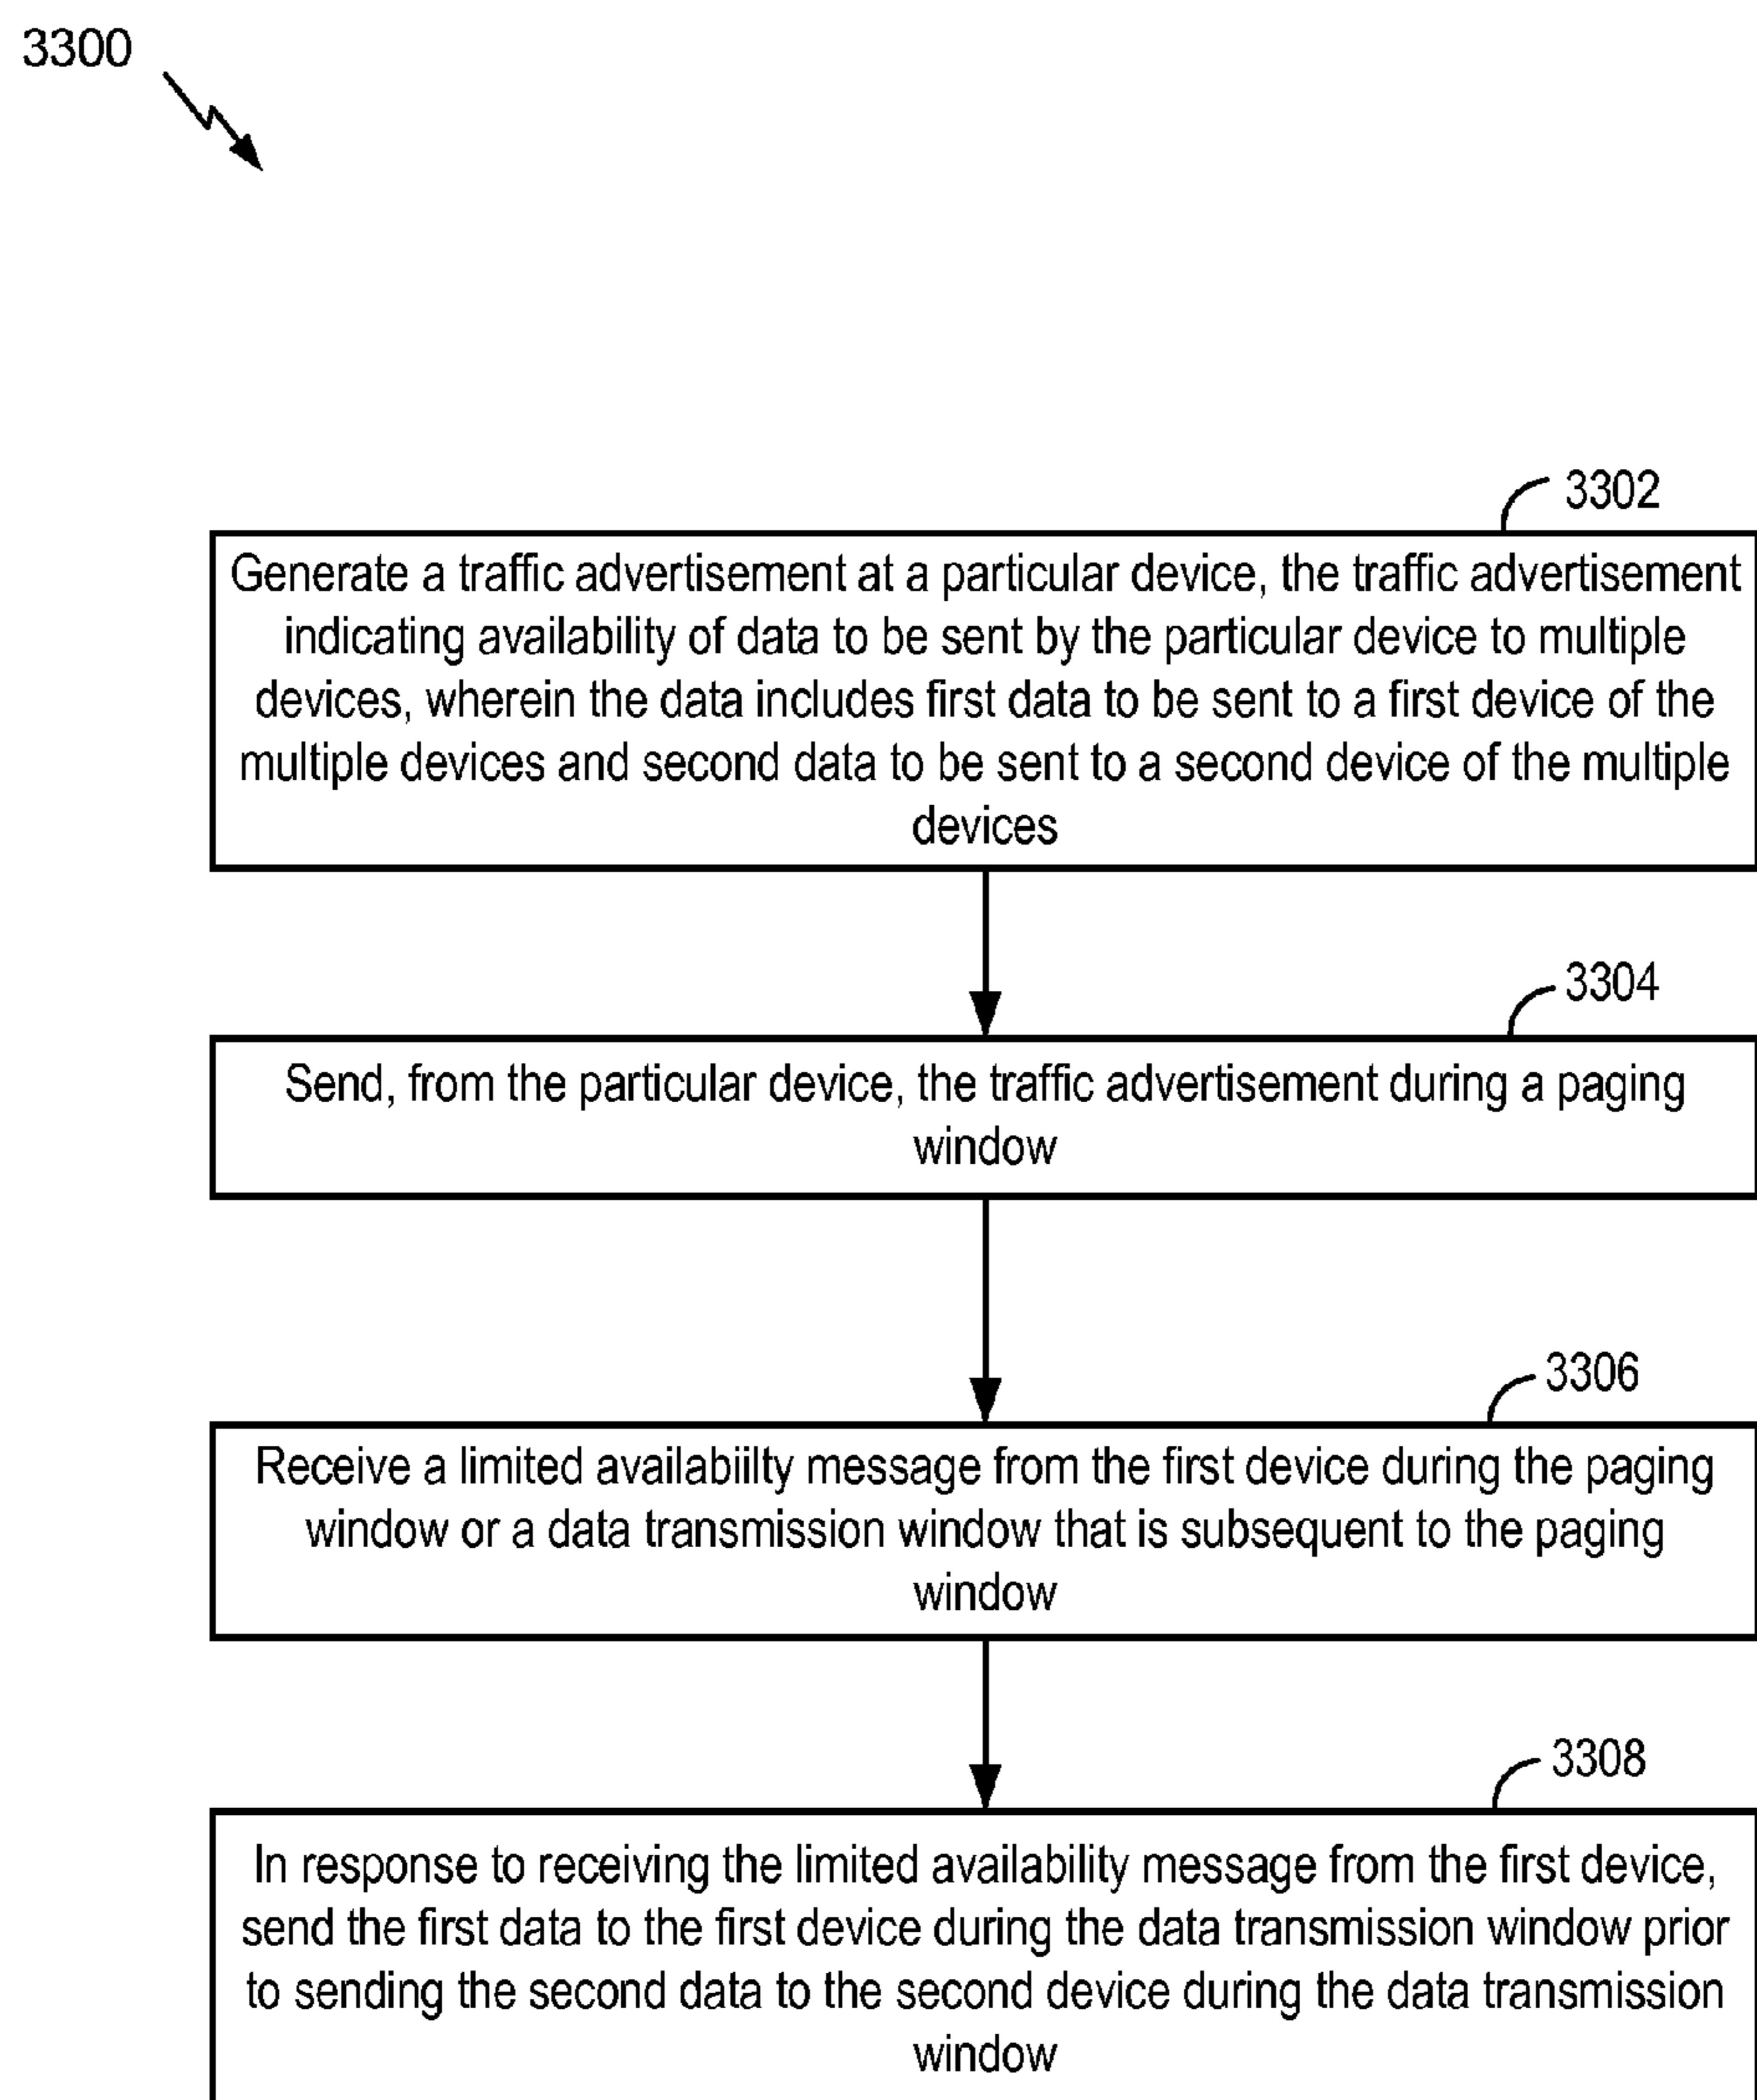 3300
3302
Generate a traffic advertisement at a particular device, the traffic advertisement
indicating availability of data to be sent by the particular device to multiple
devices, wherein the data includes first data to be sent to a first device of the
multiple devices and second data to be sent to a second device of the multiple
devices
3304
Send, from the particular device, the traffic advertisement during a paging
window
3306
Receive a limited availabiilty message from the first device during the paging
window or a data transmission window that is subsequent to the paging
window
3308
In response to receiving the limited availability message from the first device,
send the first data to the first device during the data transmission window prior
to sending the second data to the second device during the data transmission
window